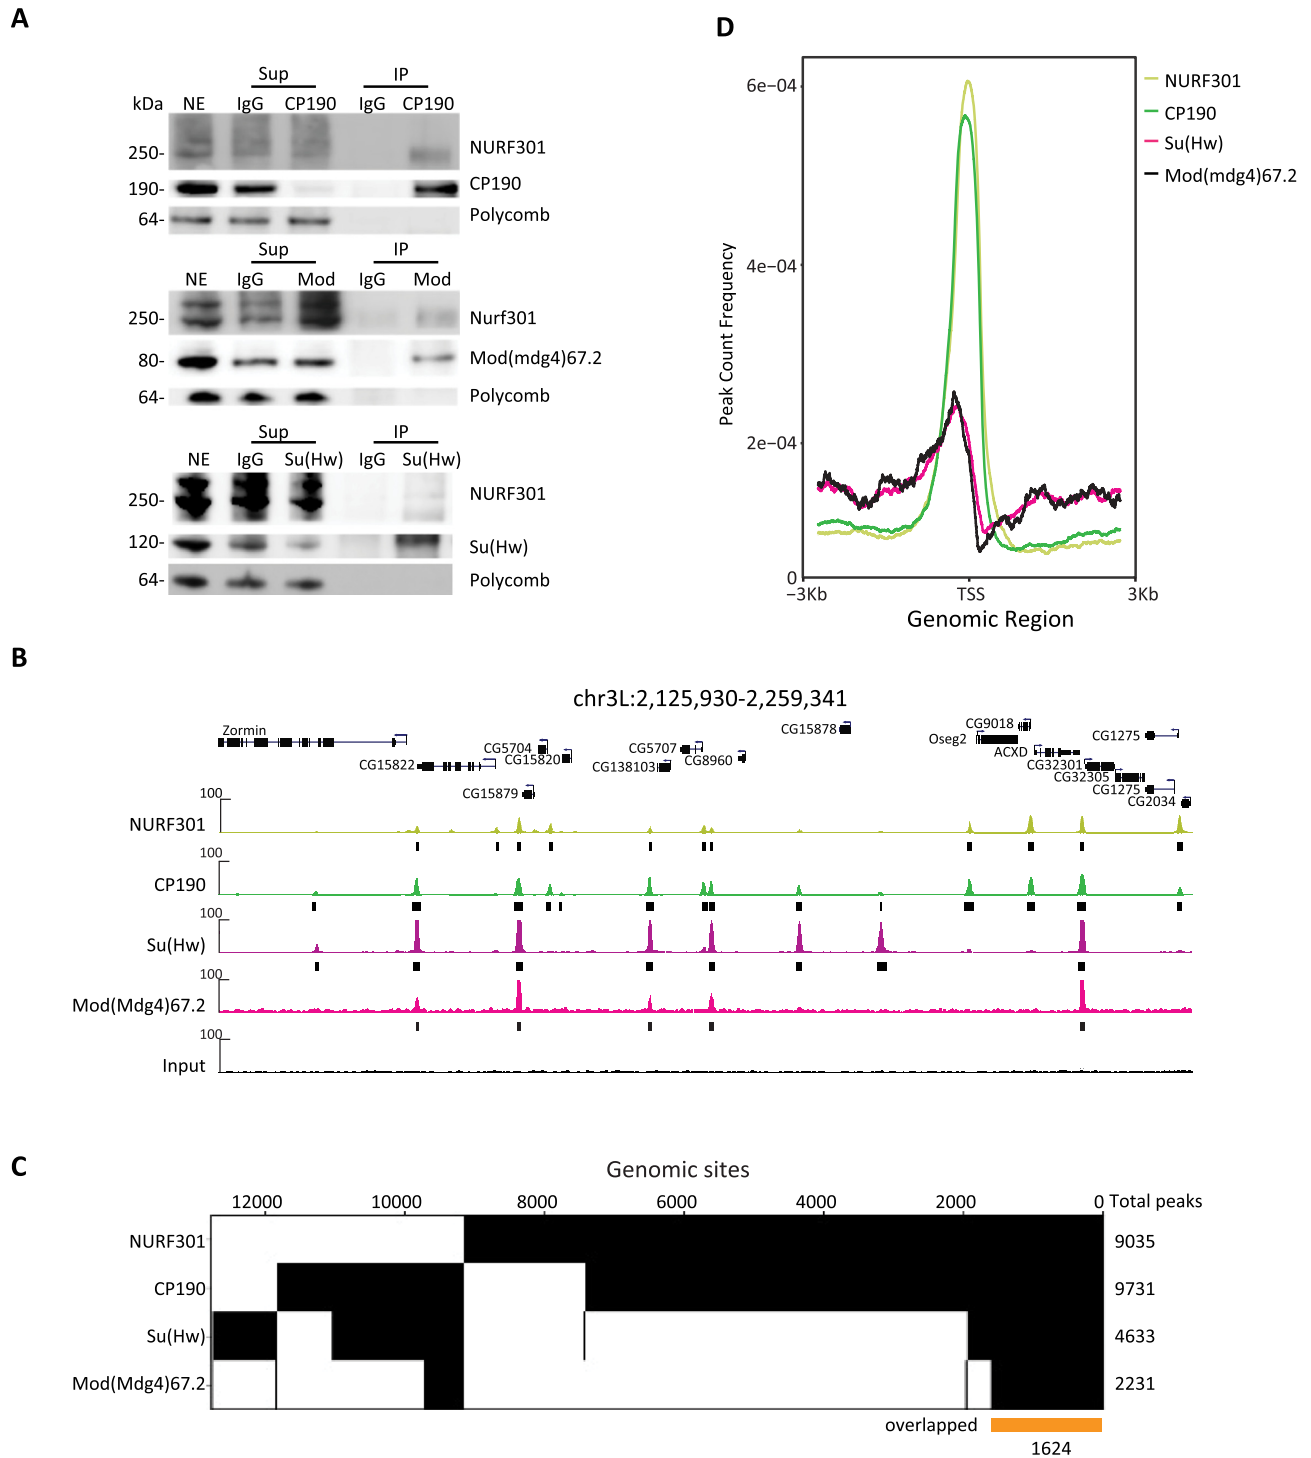 A
Sup IP
kDa NE IgG CP190 IgG CP190
250- NURF301
190- CP190
64- Polycomb
Sup IP
NE IgG Mod IgG Mod
250- Nurf301
80- Mod(mdg4)67.2
64- Polycomb
Sup IP
NE IgG Su(Hw) IgG Su(Hw)
250- NURF301
120- Su(Hw)
64- Polycomb
D
6e−04
4e−04
2e−04
0
Peak Count Frequency
−3Kb TSS 3Kb
Genomic Region
NURF301
CP190
Su(Hw)
Mod(mdg4)67.2
B
chr3L:2,125,930-2,259,341
Zormin
CG15822
CG5704
CG15820
CG15879
CG5707
CG138103
CG8960
CG15878
CG9018
Oseg2
ACXD
CG32301
CG32305
CG1275
CG1275
CG2034
100
NURF301
100
CP190
100
Su(Hw)
100
Mod(Mdg4)67.2
100
Input
C
Genomic sites
12000 10000 8000 6000 4000 2000 0 Total peaks
NURF301 9035
CP190 9731
Su(Hw) 4633
Mod(Mdg4)67.2 2231
overlapped
1624